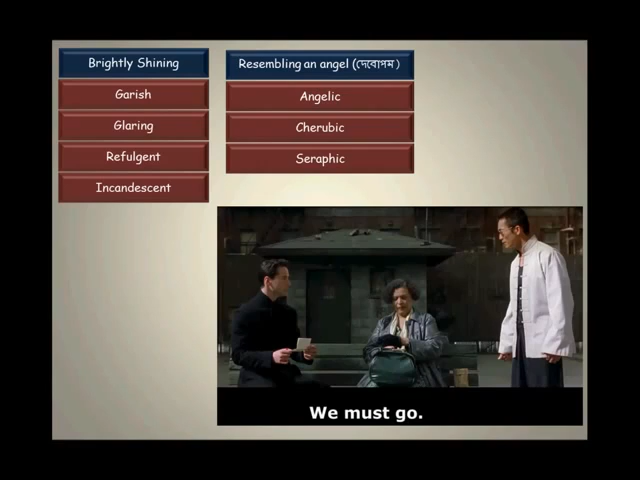 Brightly Shining
Garish
Glaring
Refulgent
Incandescent
Resembling an angel (দেবোপম)
Angelic
Cherubic
Seraphic
We must go.